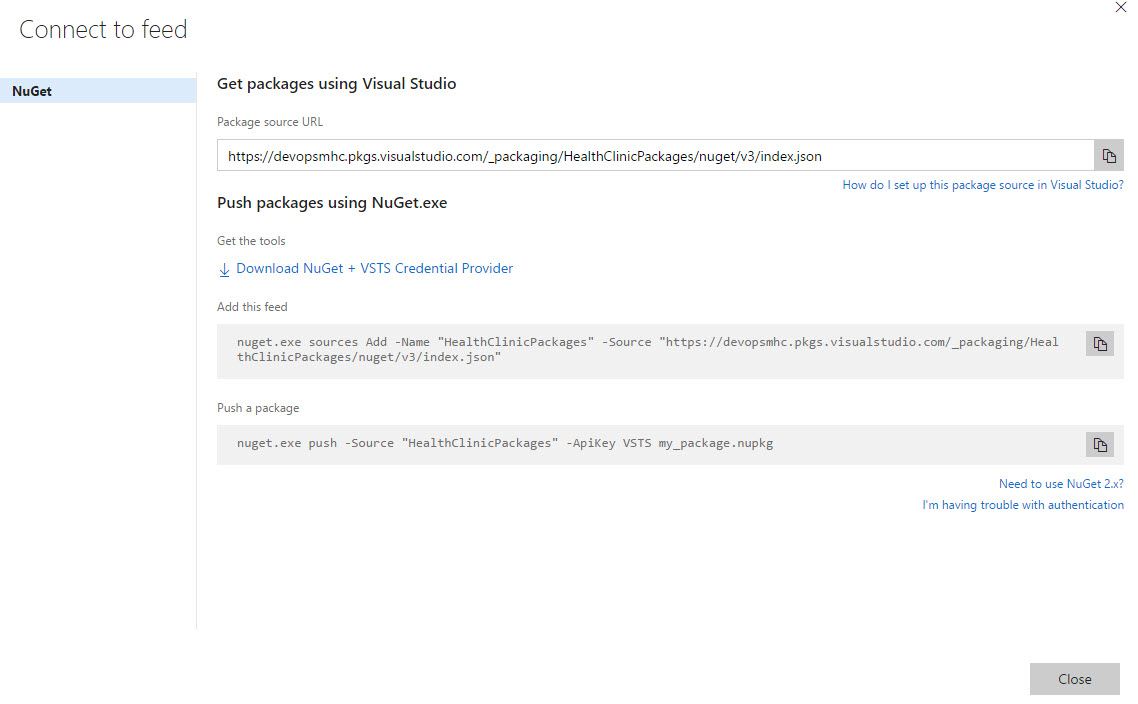 Connect to feed
NuGet
Get packages using Visual Studio
Package source URL
https://devopsmhc.pkgs.visualstudio.com/_packaging/HealthClinicPackages/nuget/v3/index.json
How do I set up this package source in Visual Studio?
Push packages using NuGet.exe
Get the tools
Download NuGet + VSTS Credential Provider
Add this feed
nuget.exe sources Add -Name "HealthClinicPackages" -Source "https://devopsmhc.pkgs.visualstudio.com/_packaging/Heal
thClinicPackages/nuget/v3/index.json"
Push a package
nuget.exe push -Source "HealthClinicPackages" -ApiKey VSTS my_package.nupkg
Need to use NuGet 2.x?
I'm having trouble with authentication
Close